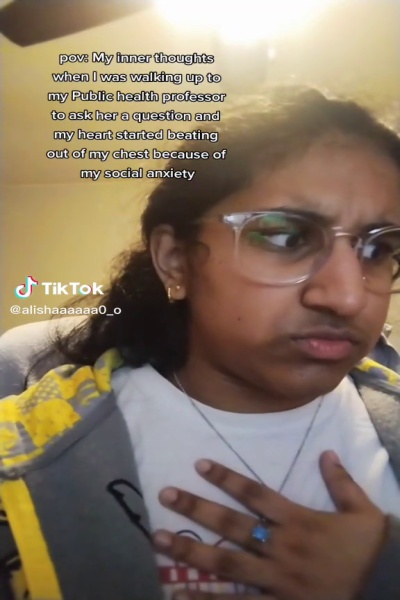 pov: My inner thoughts
when I was walking up to
my Public health professor
to ask her a question and
my heart started beating
out of my chest because of
my social anxiety
TikTok
@alishaaaaaa0_o